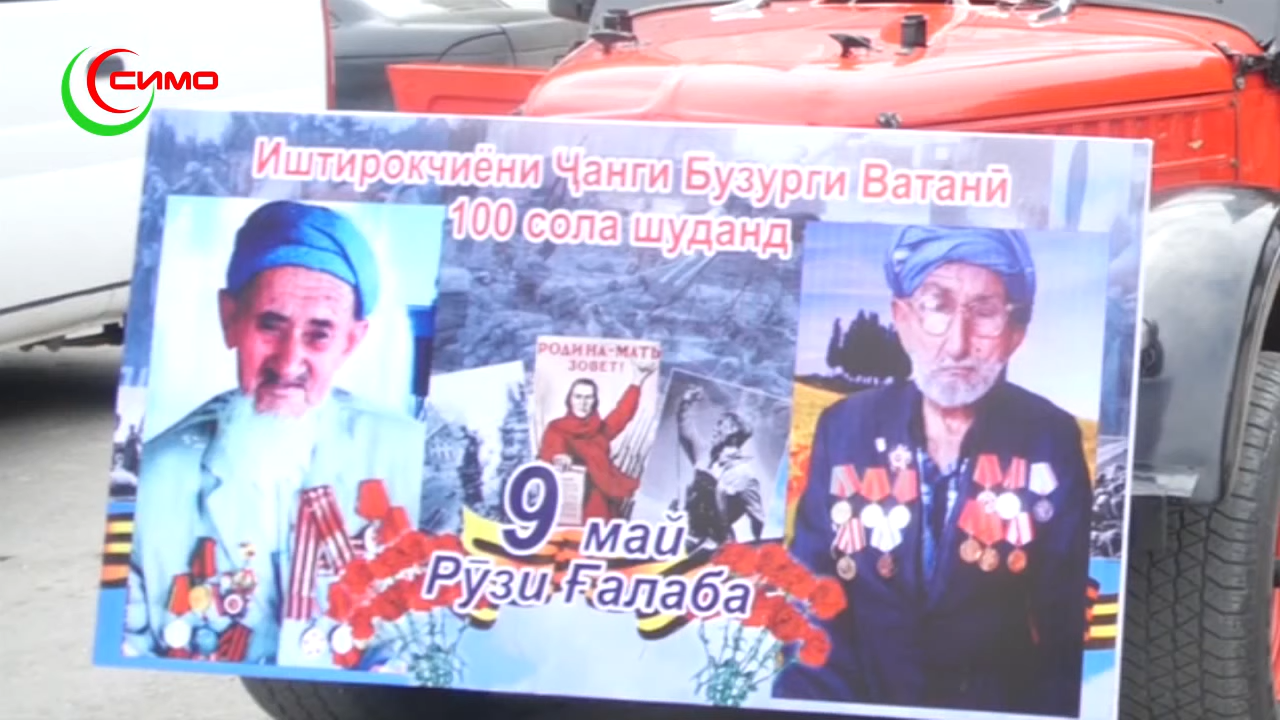 СИМО
Иштирокчиёни Ҷанги Бузурги Ватанӣ
100 сола шуданд
РОДИНА-МАТЬ
ЗОВЕТ!
9 май
Рӯзи Ғалаба